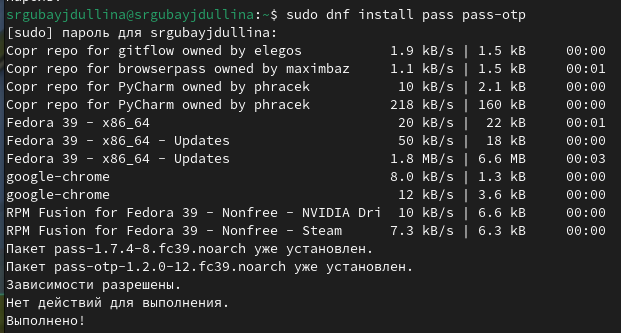 srgubayjdullina@srgubayjdullina:~$ sudo dnf install pass pass-otp
[sudo] пароль для srgubayjdullina:
Copr repo for gitflow owned by elegos 1.9 kB/s | 1.5 kB 00:00
Copr repo for browserpass owned by maximbaz 1.1 kB/s | 1.5 kB 00:01
Copr repo for PyCharm owned by phracek 10 kB/s | 2.1 kB 00:00
Copr repo for PyCharm owned by phracek 218 kB/s | 160 kB 00:00
Fedora 39 - x86_64 20 kB/s | 22 kB 00:01
Fedora 39 - x86_64 - Updates 50 kB/s | 18 kB 00:00
Fedora 39 - x86_64 - Updates 1.8 MB/s | 6.6 MB 00:03
google-chrome 8.0 kB/s | 1.3 kB 00:00
google-chrome 12 kB/s | 3.6 kB 00:00
RPM Fusion for Fedora 39 - Nonfree - NVIDIA Dri 10 kB/s | 6.6 kB 00:00
RPM Fusion for Fedora 39 - Nonfree - Steam 7.3 kB/s | 6.3 kB 00:00
Пакет pass-1.7.4-8.fc39.noarch уже установлен.
Пакет pass-otp-1.2.0-12.fc39.noarch уже установлен.
Зависимости разрешены.
Нет действий для выполнения.
Выполнено!